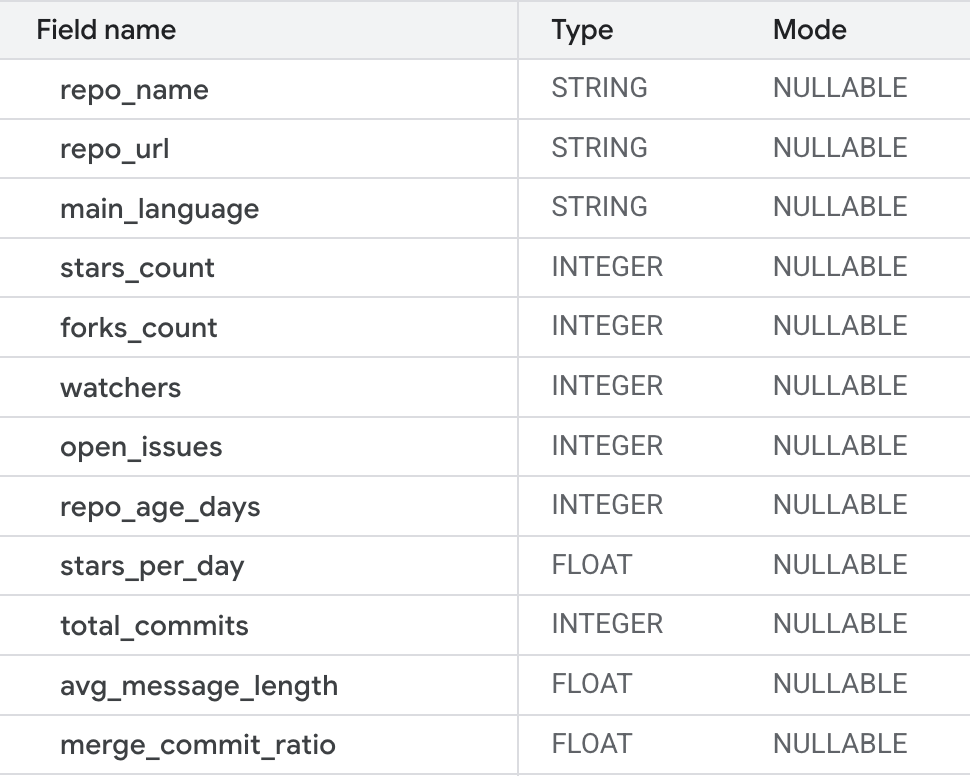 Field name Type Mode
repo_name STRING NULLABLE
repo_url STRING NULLABLE
main_language STRING NULLABLE
stars_count INTEGER NULLABLE
forks_count INTEGER NULLABLE
watchers INTEGER NULLABLE
open_issues INTEGER NULLABLE
repo_age_days INTEGER NULLABLE
stars_per_day FLOAT NULLABLE
total_commits INTEGER NULLABLE
avg_message_length FLOAT NULLABLE
merge_commit_ratio FLOAT NULLABLE